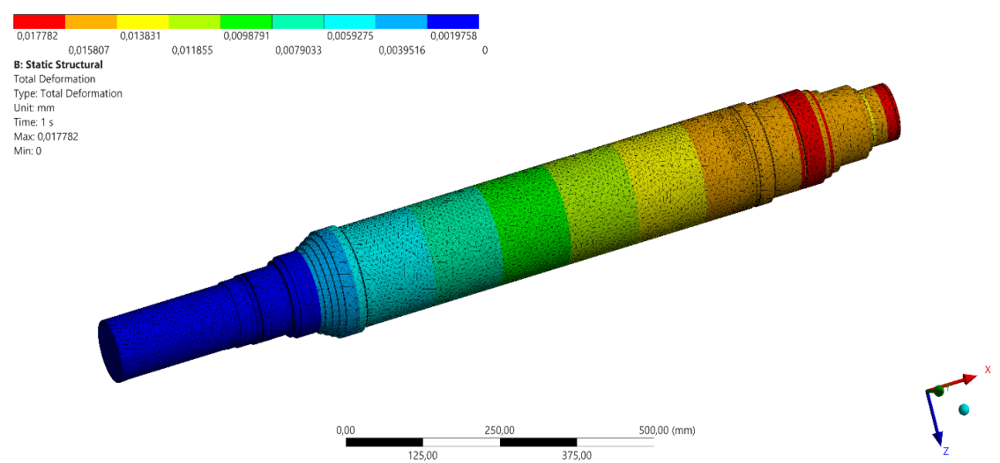 0,017782 0,013831 0,0098791 0,0059275 0,0019758
0,015807 0,011855 0,0079033 0,0039516 0
B: Static Structural
Total Deformation
Type: Total Deformation
Unit: mm
Time: 1 s
Max: 0,017782
Min: 0
X
Z
0,00 250,00 500,00 (mm)
125,00 375,00